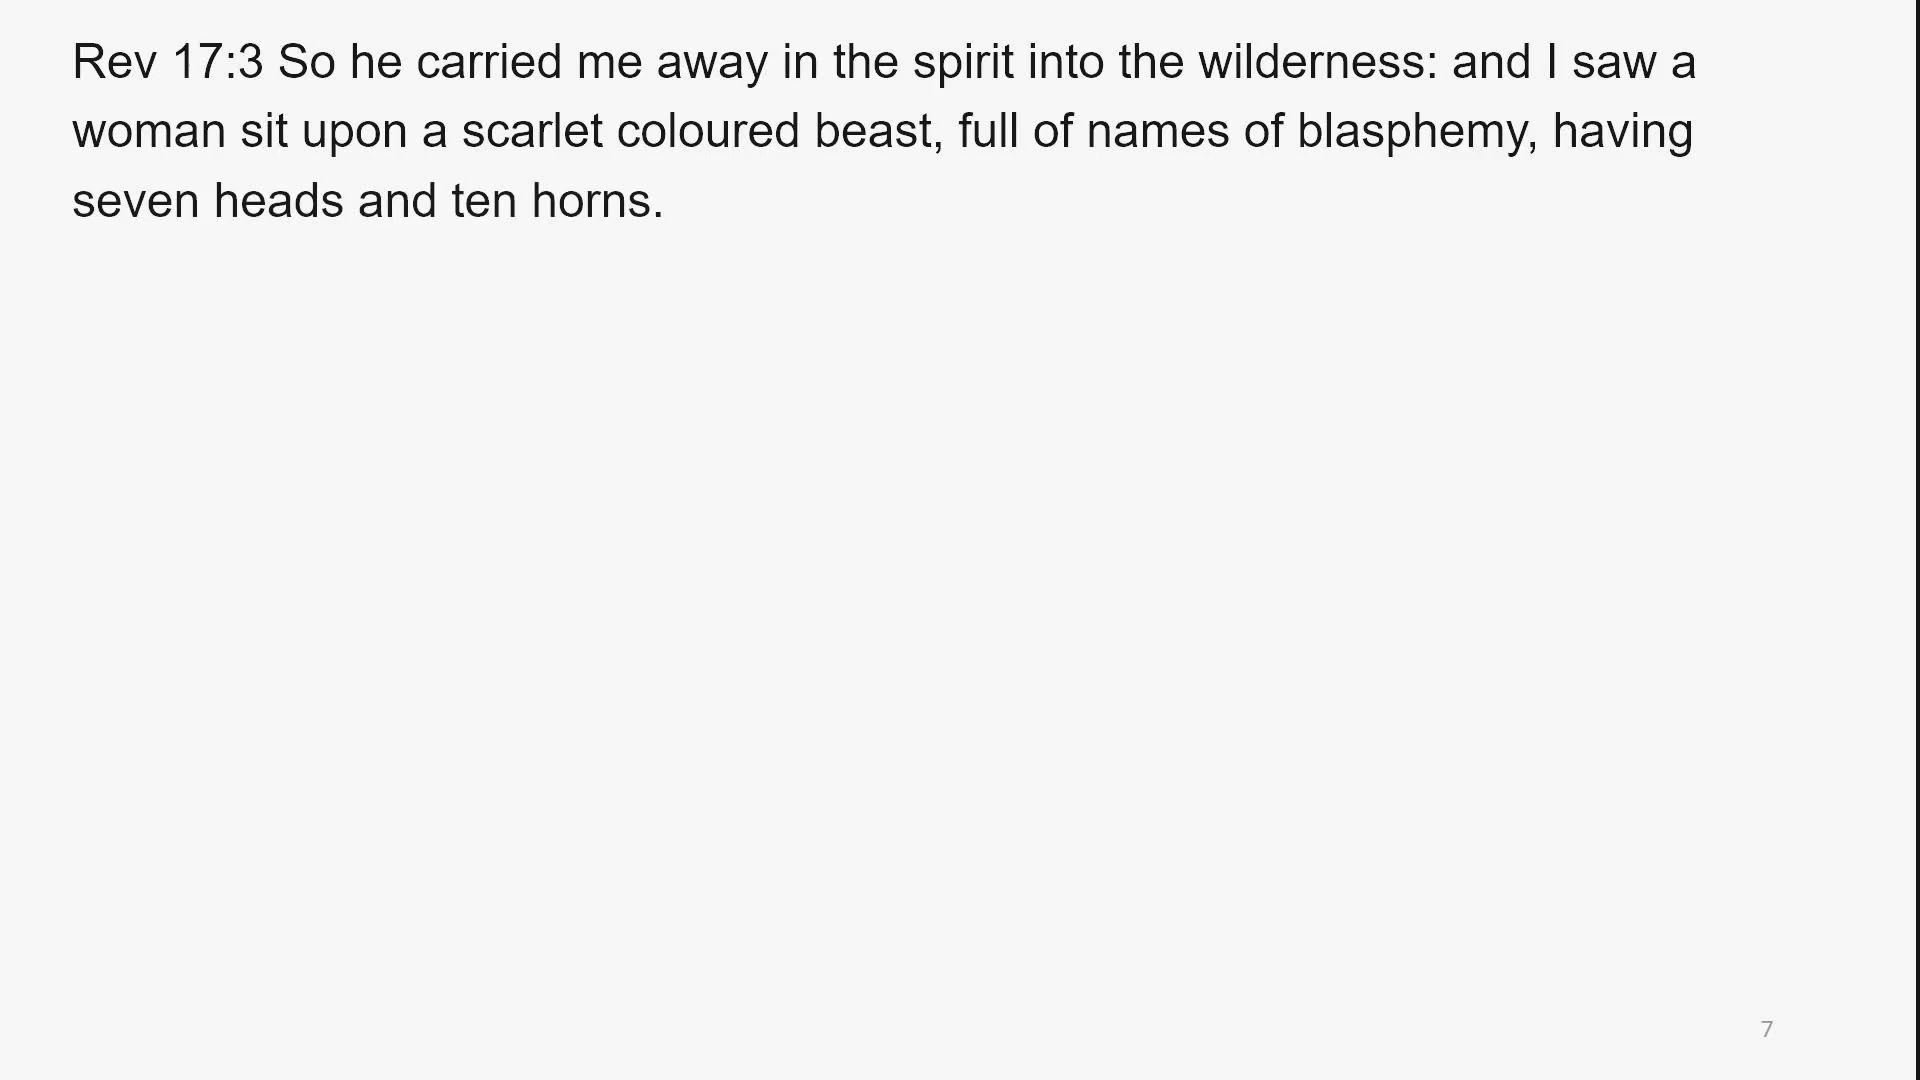 Rev 17:3 So he carried me away in the spirit into the wilderness: and I saw a
woman sit upon a scarlet coloured beast, full of names of blasphemy, having
seven heads and ten horns.
7